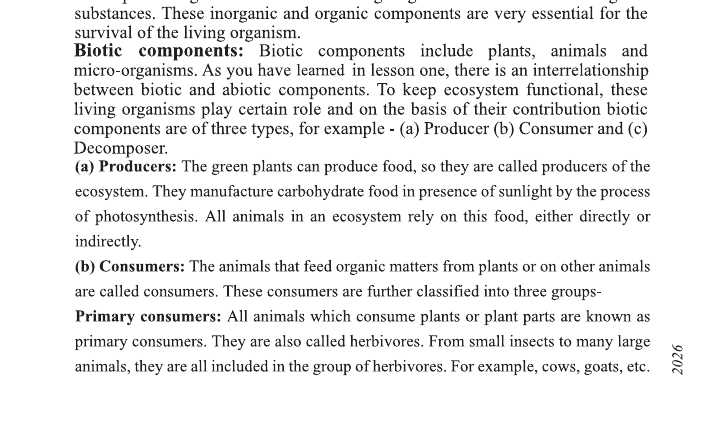 substances. These inorganic and organic components are very essential for the
survival of the living organism.
Biotic components: Biotic components include plants, animals and
micro-organisms. As you have learned in lesson one, there is an interrelationship
between biotic and abiotic components. To keep ecosystem functional, these
living organisms play certain role and on the basis of their contribution biotic
components are of three types, for example - (a) Producer (b) Consumer and (c)
Decomposer.
(a) Producers: The green plants can produce food, so they are called producers of the
ecosystem. They manufacture carbohydrate food in presence of sunlight by the process
of photosynthesis. All animals in an ecosystem rely on this food, either directly or
indirectly.
(b) Consumers: The animals that feed organic matters from plants or on other animals
are called consumers. These consumers are further classified into three groups-
Primary consumers: All animals which consume plants or plant parts are known as
primary consumers. They are also called herbivores. From small insects to many large
animals, they are all included in the group of herbivores. For example, cows, goats, etc.
2026